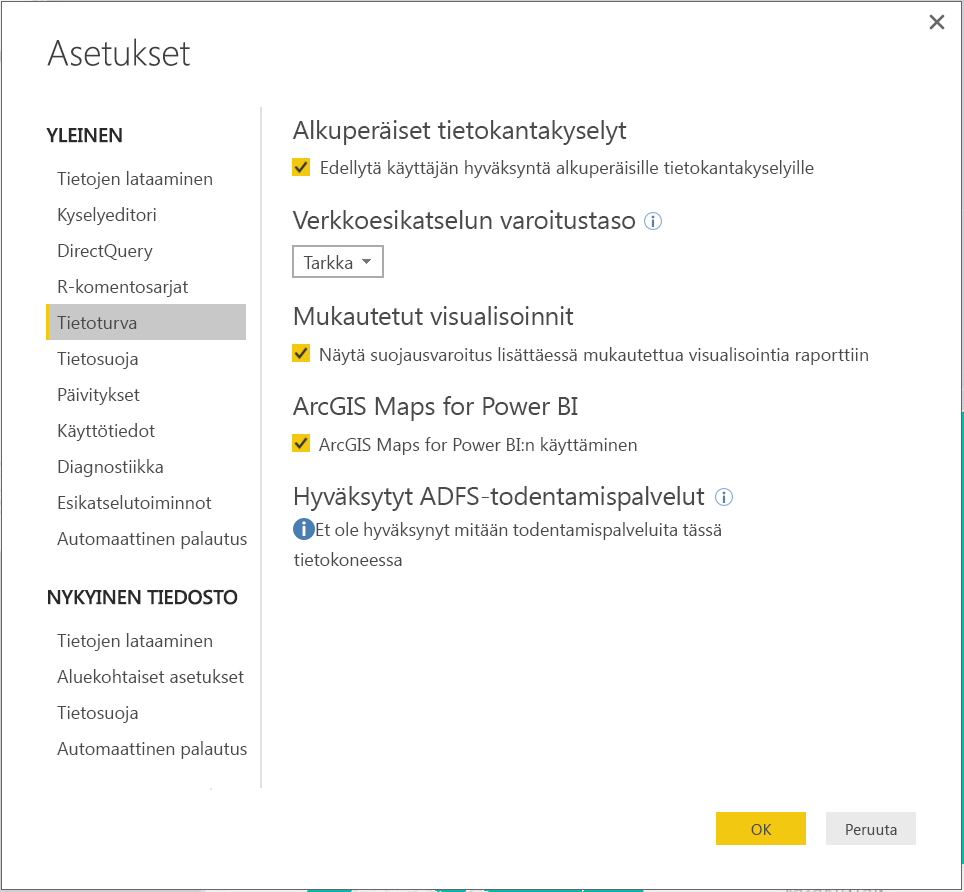 Asetukset
YLEINEN
Tietojen lataaminen
Kyselyeditori
DirectQuery
R-komentosarjat
Tietoturva
Tietosuoja
Päivitykset
Käyttötiedot
Diagnostiikka
Esikatselutoiminnot
Automaattinen palautus
NYKYINEN TIEDOSTO
Tietojen lataaminen
Aluekohtaiset asetukset
Tietosuoja
Automaattinen palautus
Alkuperäiset tietokantakyselyt
Edellytä käyttäjän hyväksyntä alkuperäisille tietokantakyselyille
Verkkoesikatselun varoitustaso
Tarkka
Mukautetut visualisoinnit
Näytä suojausvaroitus lisättäessä mukautettua visualisointia raporttiin
ArcGIS Maps for Power BI
ArcGIS Maps for Power BI:n käyttäminen
Hyväksytyt ADFS-todentamispalvelut
Et ole hyväksynyt mitään todentamispalveluita tässä
tietokoneessa
OK
Peruuta